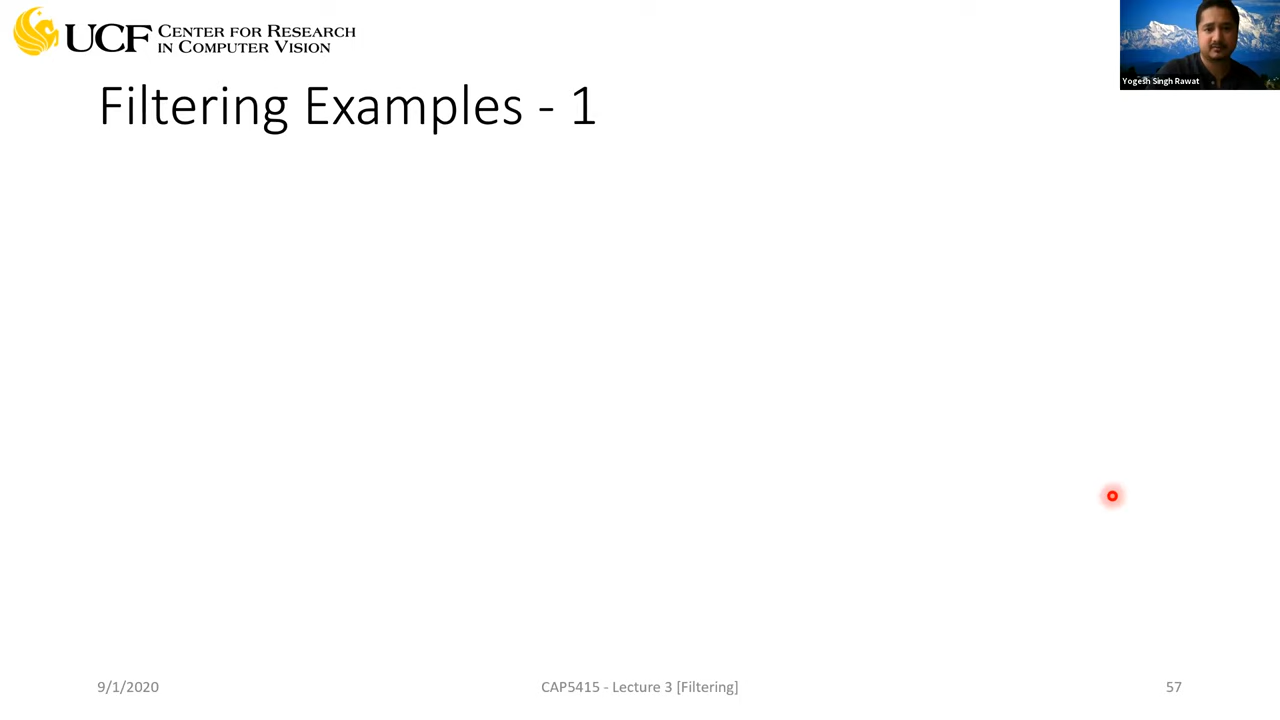 UCF CENTER FOR RESEARCH
IN COMPUTER VISION
Yogesh Singh Rawat
Filtering Examples - 1
9/1/2020
CAP5415 - Lecture 3 [Filtering]
57